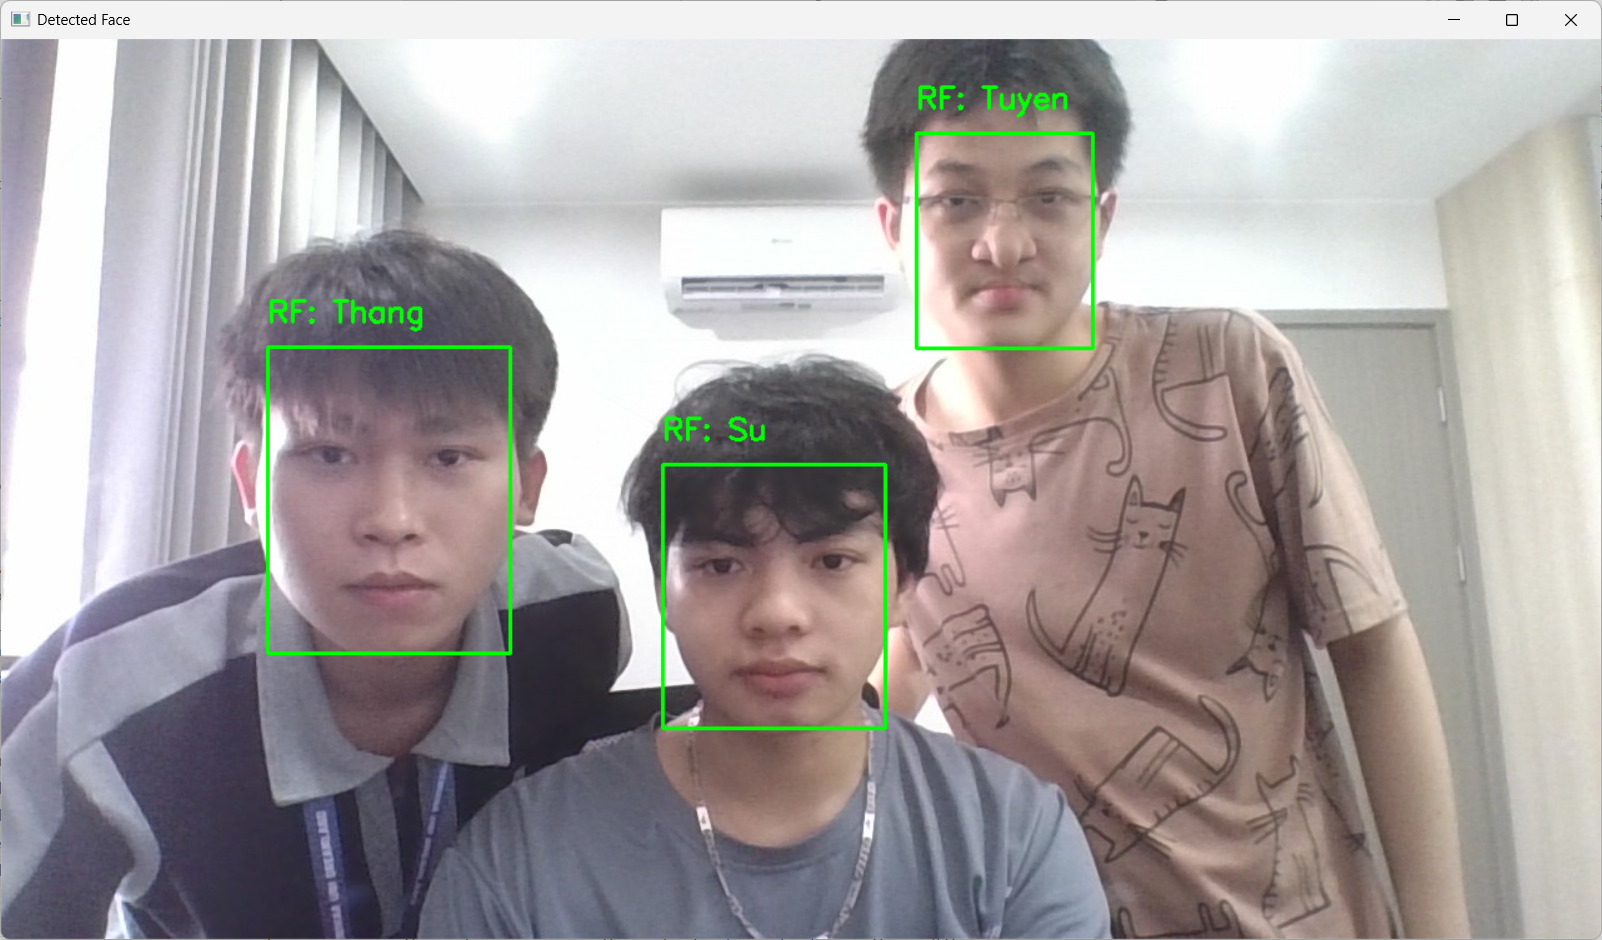 Detected Face
RF: Tuyen
RF: Thang
RF: Su